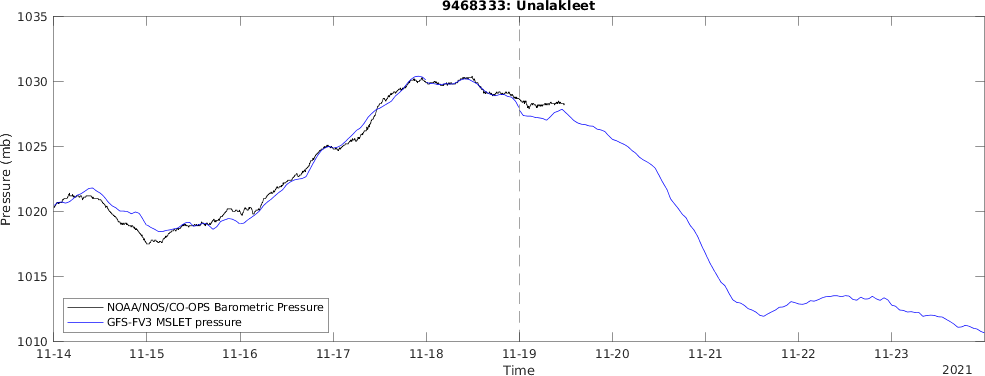 9468333: Unalakleet
1035
1030
1025
1020
1015
1010
Pressure (mb)
NOAA/NOS/CO-OPS Barometric Pressure
GFS-FV3 MSLET pressure
11-14 11-15 11-16 11-17 11-18 11-19 11-20 11-21 11-22 11-23
Time
2021